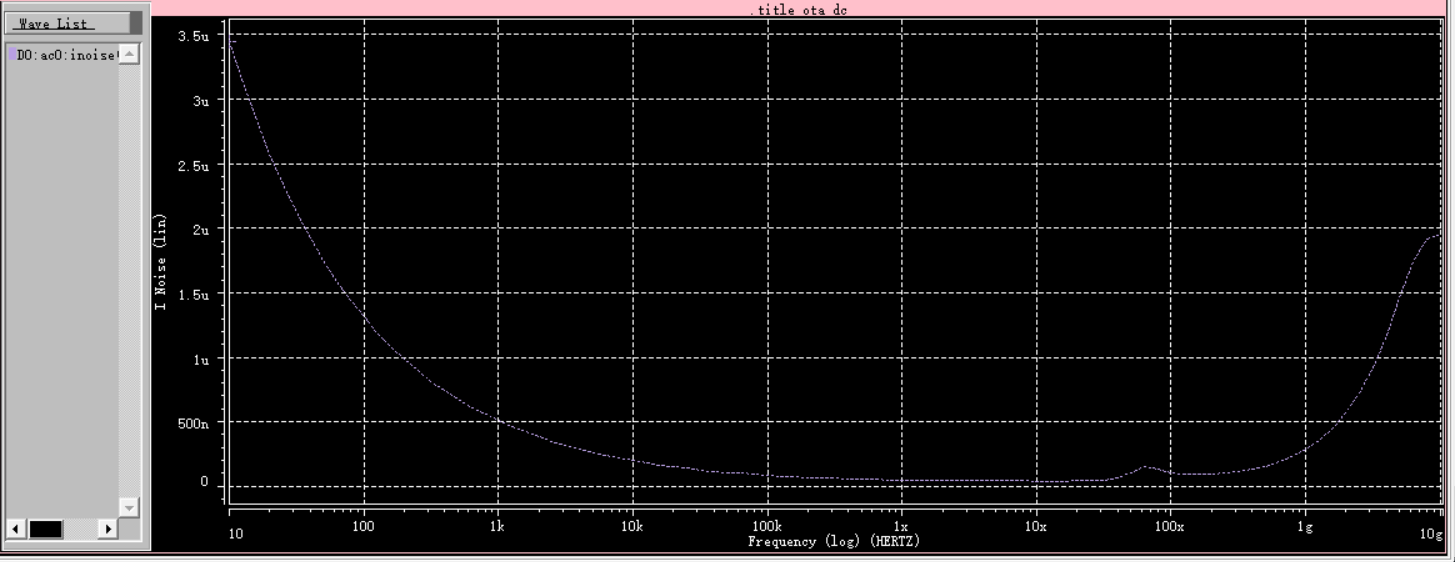 .title ota dc
Wave List
D0:ac0:inoise
3.5u
3u
2.5u
2u
1.5u
1u
500n
0
I Noise (lin)
10
100
1k
10k
100k
1x
10x
100x
1g
10g
Frequency (log) (HERTZ)